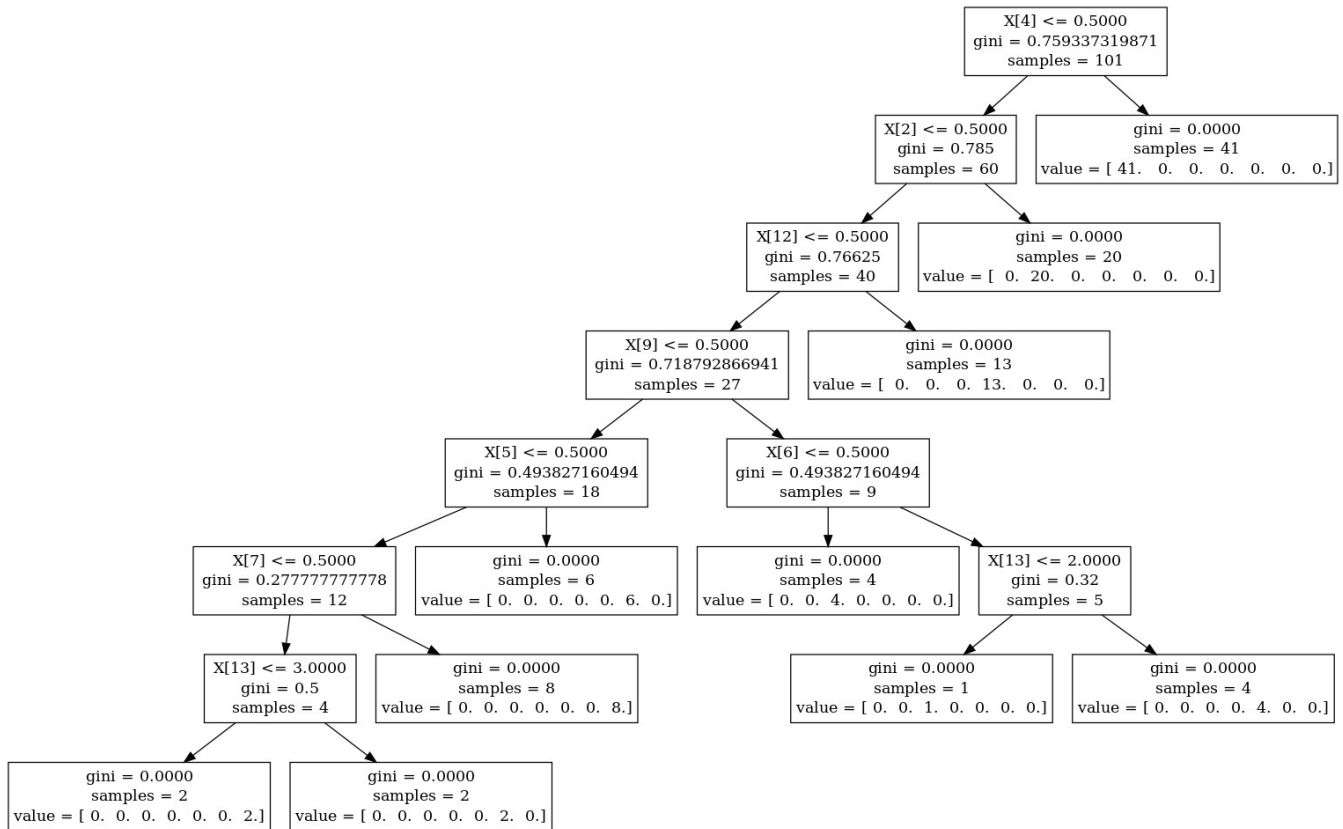 X[4] <= 0.5000
gini = 0.759337319871
samples = 101
X[2] <= 0.5000
gini = 0.785
samples = 60
gini = 0.0000
samples = 41
value = [ 41. 0. 0. 0. 0. 0. 0.]
X[12] <= 0.5000
gini = 0.76625
samples = 40
gini = 0.0000
samples = 20
value = [ 0. 20. 0. 0. 0. 0. 0.]
X[9] <= 0.5000
gini = 0.718792866941
samples = 27
gini = 0.0000
samples = 13
value = [ 0. 0. 0. 13. 0. 0. 0.]
X[5] <= 0.5000
gini = 0.493827160494
samples = 18
X[6] <= 0.5000
gini = 0.493827160494
samples = 9
X[7] <= 0.5000
gini = 0.277777777778
samples = 12
gini = 0.0000
samples = 6
value = [ 0. 0. 0. 0. 0. 6. 0.]
gini = 0.0000
samples = 4
value = [ 0. 0. 4. 0. 0. 0. 0.]
X[13] <= 2.0000
gini = 0.32
samples = 5
X[13] <= 3.0000
gini = 0.5
samples = 4
gini = 0.0000
samples = 8
value = [ 0. 0. 0. 0. 0. 0. 8.]
gini = 0.0000
samples = 1
value = [ 0. 0. 1. 0. 0. 0. 0.]
gini = 0.0000
samples = 4
value = [ 0. 0. 0. 0. 4. 0. 0.]
gini = 0.0000
samples = 2
value = [ 0. 0. 0. 0. 0. 0. 2.]
gini = 0.0000
samples = 2
value = [ 0. 0. 0. 0. 0. 2. 0.]